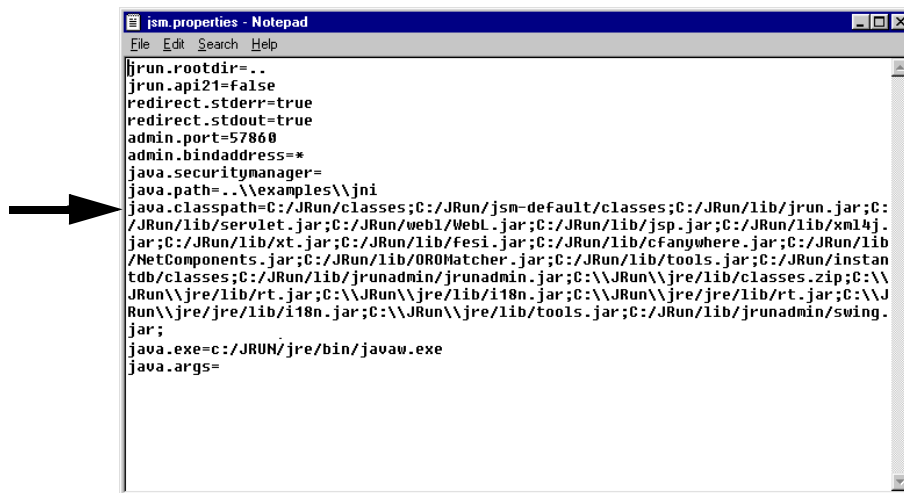 jsm.properties - Notepad
File Edit Search Help
jrun.rootdir=..
jrun.api21=false
redirect.stderr=true
redirect.stdout=true
admin.port=57860
admin.bindaddress=*
java.securitymanager=
java.path=..\\examples\\jni
java.classpath=C:/JRun/classes;C:/JRun/jsm-default/classes;C:/JRun/lib/jrun.jar;C:
/JRun/lib/servlet.jar;C:/JRun/webl/WebL.jar;C:/JRun/lib/jsp.jar;C:/JRun/lib/xml4j.
jar;C:/JRun/lib/xt.jar;C:/JRun/lib/fesi.jar;C:/JRun/lib/cfanywhere.jar;C:/JRun/lib
/NetComponents.jar;C:/JRun/lib/OROMatcher.jar;C:/JRun/lib/tools.jar;C:/JRun/instan
tdb/classes;C:/JRun/lib/jrunadmin/jrunadmin.jar;C:\\JRun\\jre/lib/classes.zip;C:\\
JRun\\jre/lib/rt.jar;C:\\JRun\\jre/lib/i18n.jar;C:\\JRun\\jre/jre/lib/rt.jar;C:\\J
Run\\jre/jre/lib/i18n.jar;C:\\JRun\\jre/lib/tools.jar;C:/JRun/lib/jrunadmin/swing.
jar;
java.exe=c:/JRUN/jre/bin/javaw.exe
java.args=